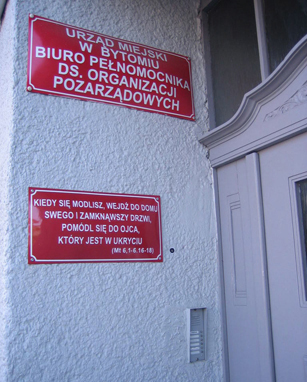 URZĄD MIEJSKI
W BYTOMIU
BIURO PEŁNOMOCNIKA
DS. ORGANIZACJI
POZARZĄDOWYCH
KIEDY SIĘ MODLISZ, WEJDŹ DO DOMU
SWEGO I ZAMKNĄWSZY DRZWI,
POMÓDL SIĘ DO OJCA,
KTÓRY JEST W UKRYCIU
(Mt 6,1-6.16-18)